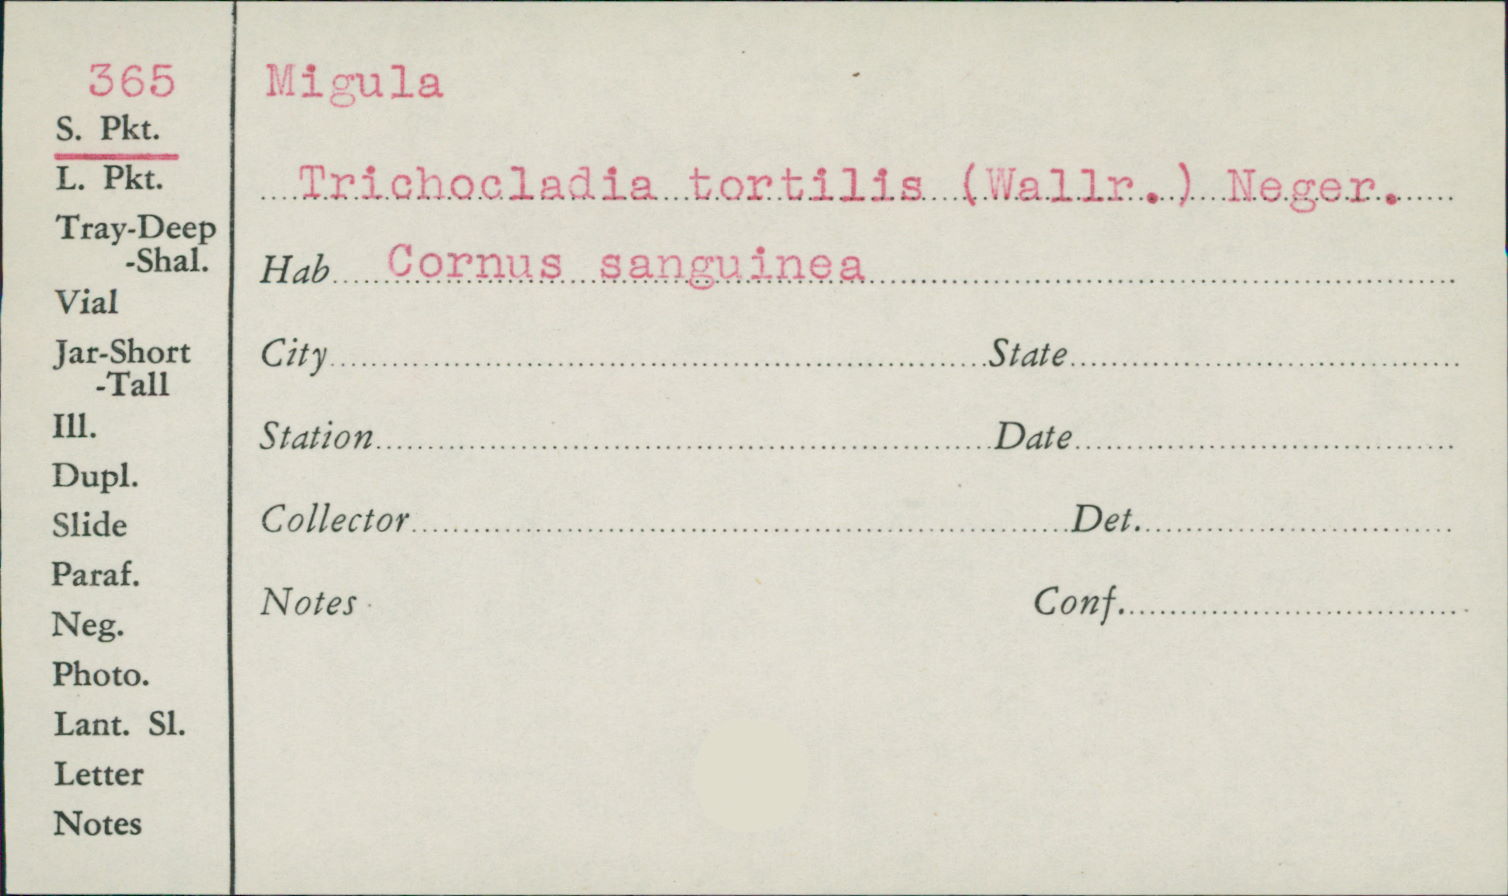 365
S. Pkt.
L. Pkt.
Tray-Deep
-Shal.
Vial
Jar-Short
-Tall
Ill.
Dupl.
Slide
Paraf.
Neg.
Photo.
Lant. Sl.
Letter
Notes
Migula
Trichocladia tortilis (Wallr.) Neger.
Hab Cornus sanguinea
City State
Station Date
Collector Det.
Notes Conf.